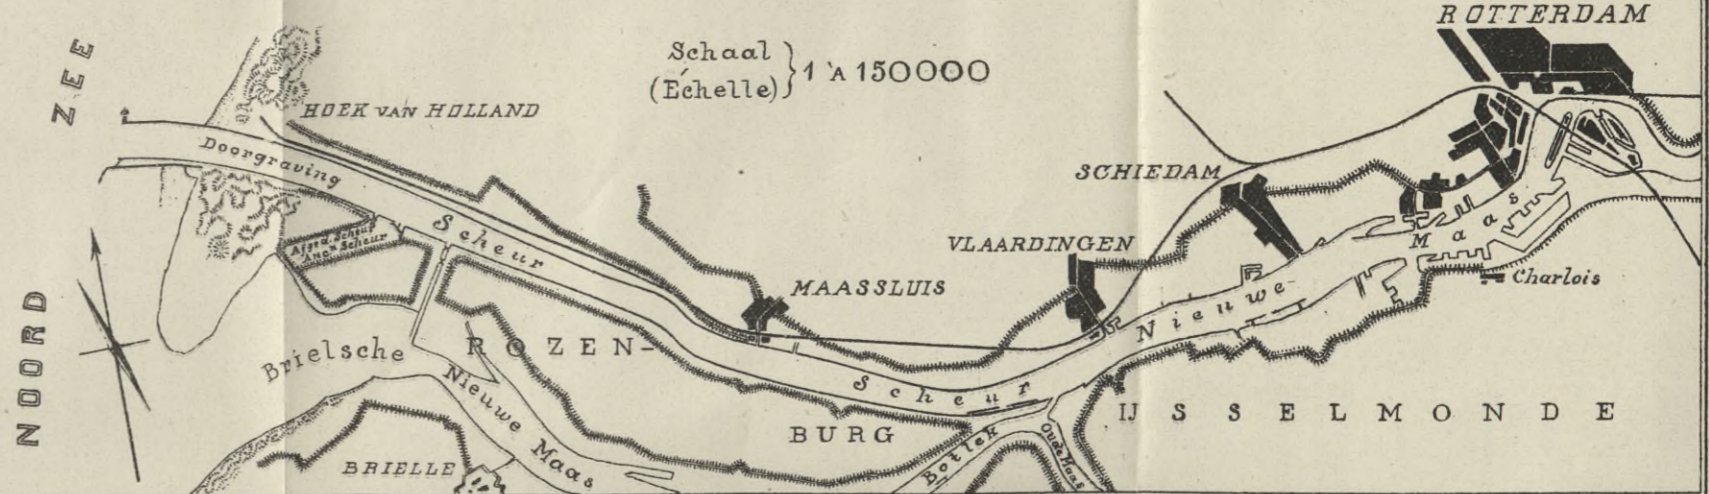 ROTTERDAM
Schaal
(Échelle)
1 'A 150000
NOORD ZEE
HOEK VAN HOLLAND
Doorgraving
SCHIEDAM
Maas
Scheur
VLAARDINGEN
Charlois
MAASSLUIS
Nieuwe
Brielsche
ROZEN-
Nieuwe Maas
Scheur
IJSSELMONDE
BURG
Botlek
Oude Maas
BRIELLE